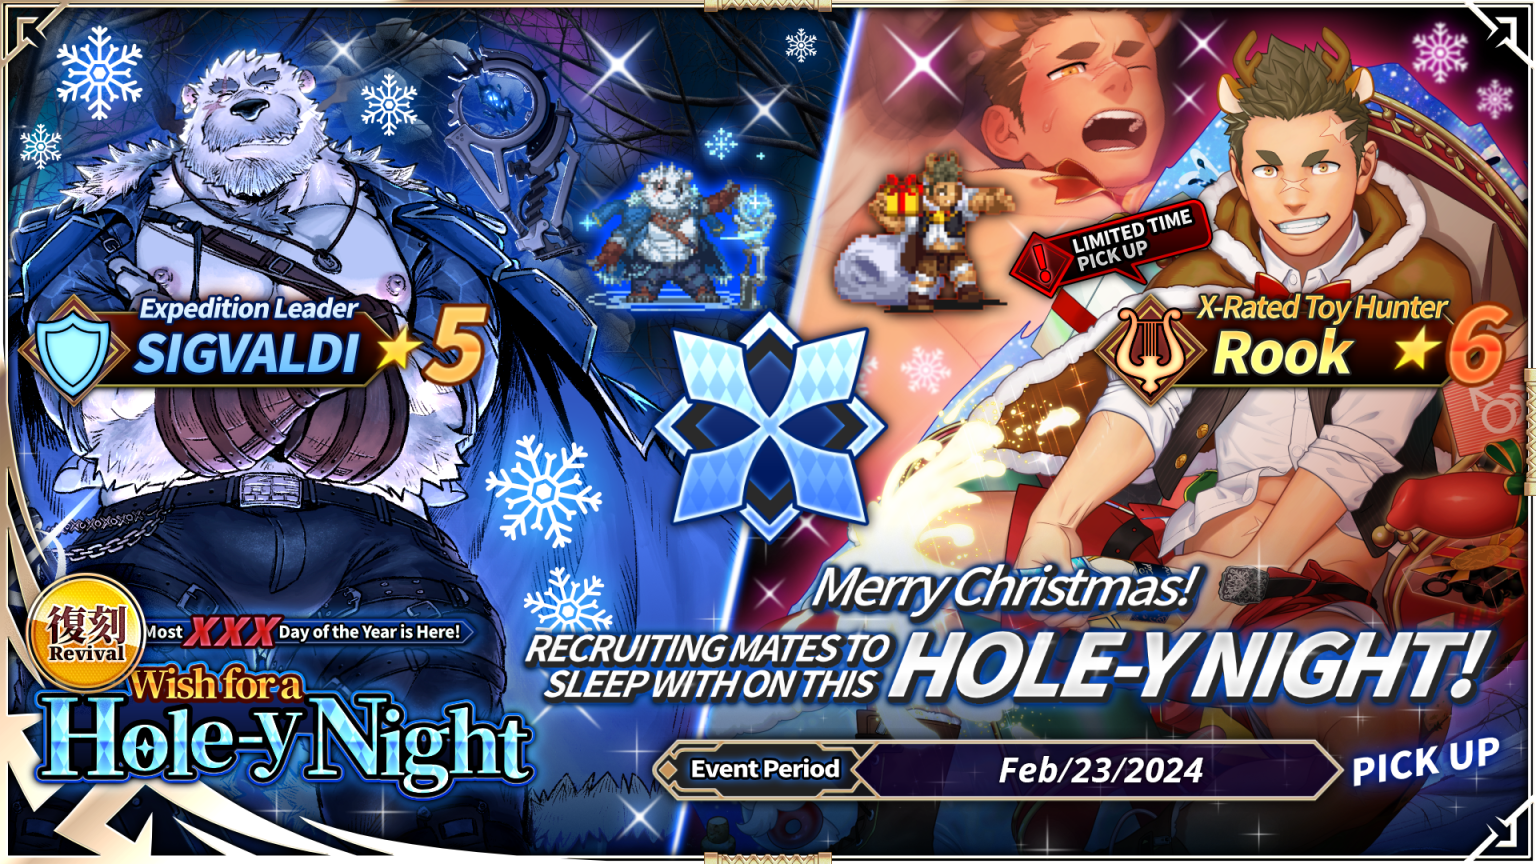 Expedition Leader
SIGVALDI ★5
LIMITED TIME
PICK UP
X-Rated Toy Hunter
Rook ★6
復刻
Revival
Most XXX Day of the Year is Here!
Wish for a
Hole-y Night
Merry Christmas!
RECRUITING MATES TO
SLEEP WITH ON THIS
HOLE-Y NIGHT!
Event Period
Feb/23/2024
PICK UP